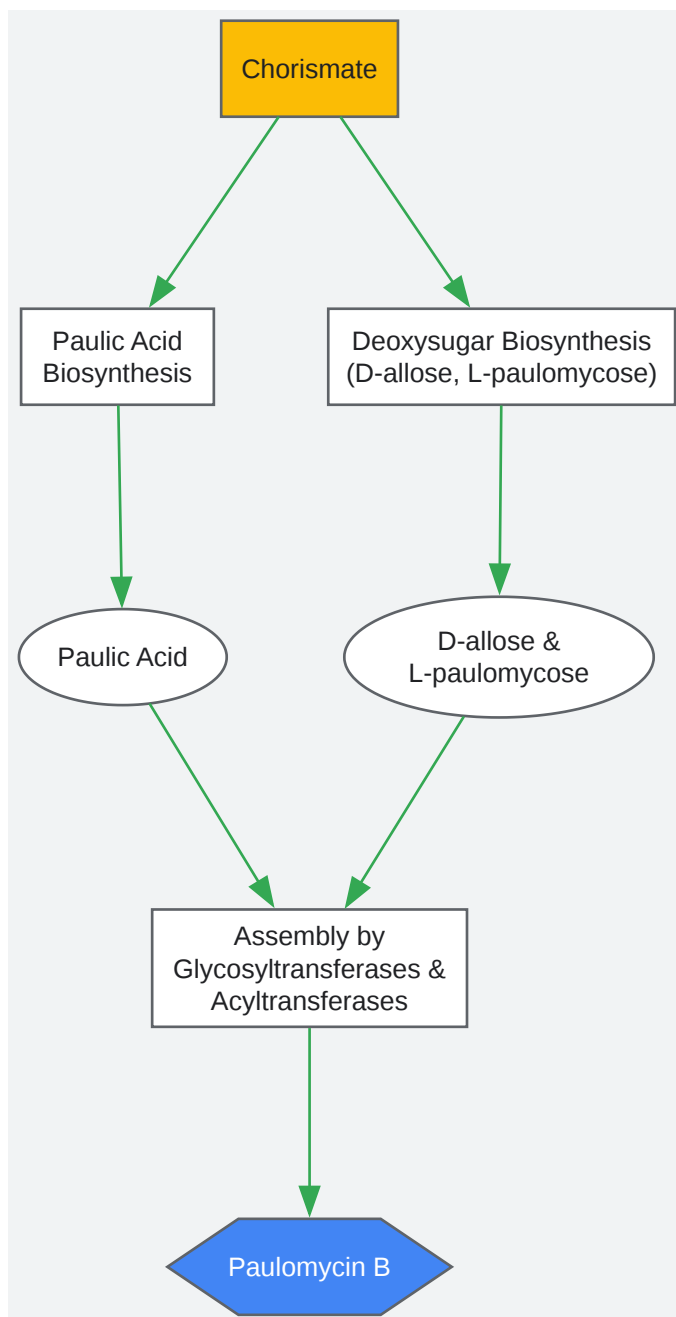 Chorismate
Paulic Acid
Biosynthesis
Deoxysugar Biosynthesis
(D-allose, L-paulomycose)
Paulic Acid
D-allose &
L-paulomycose
Assembly by
Glycosyltransferases &
Acyltransferases
Paulomycin B